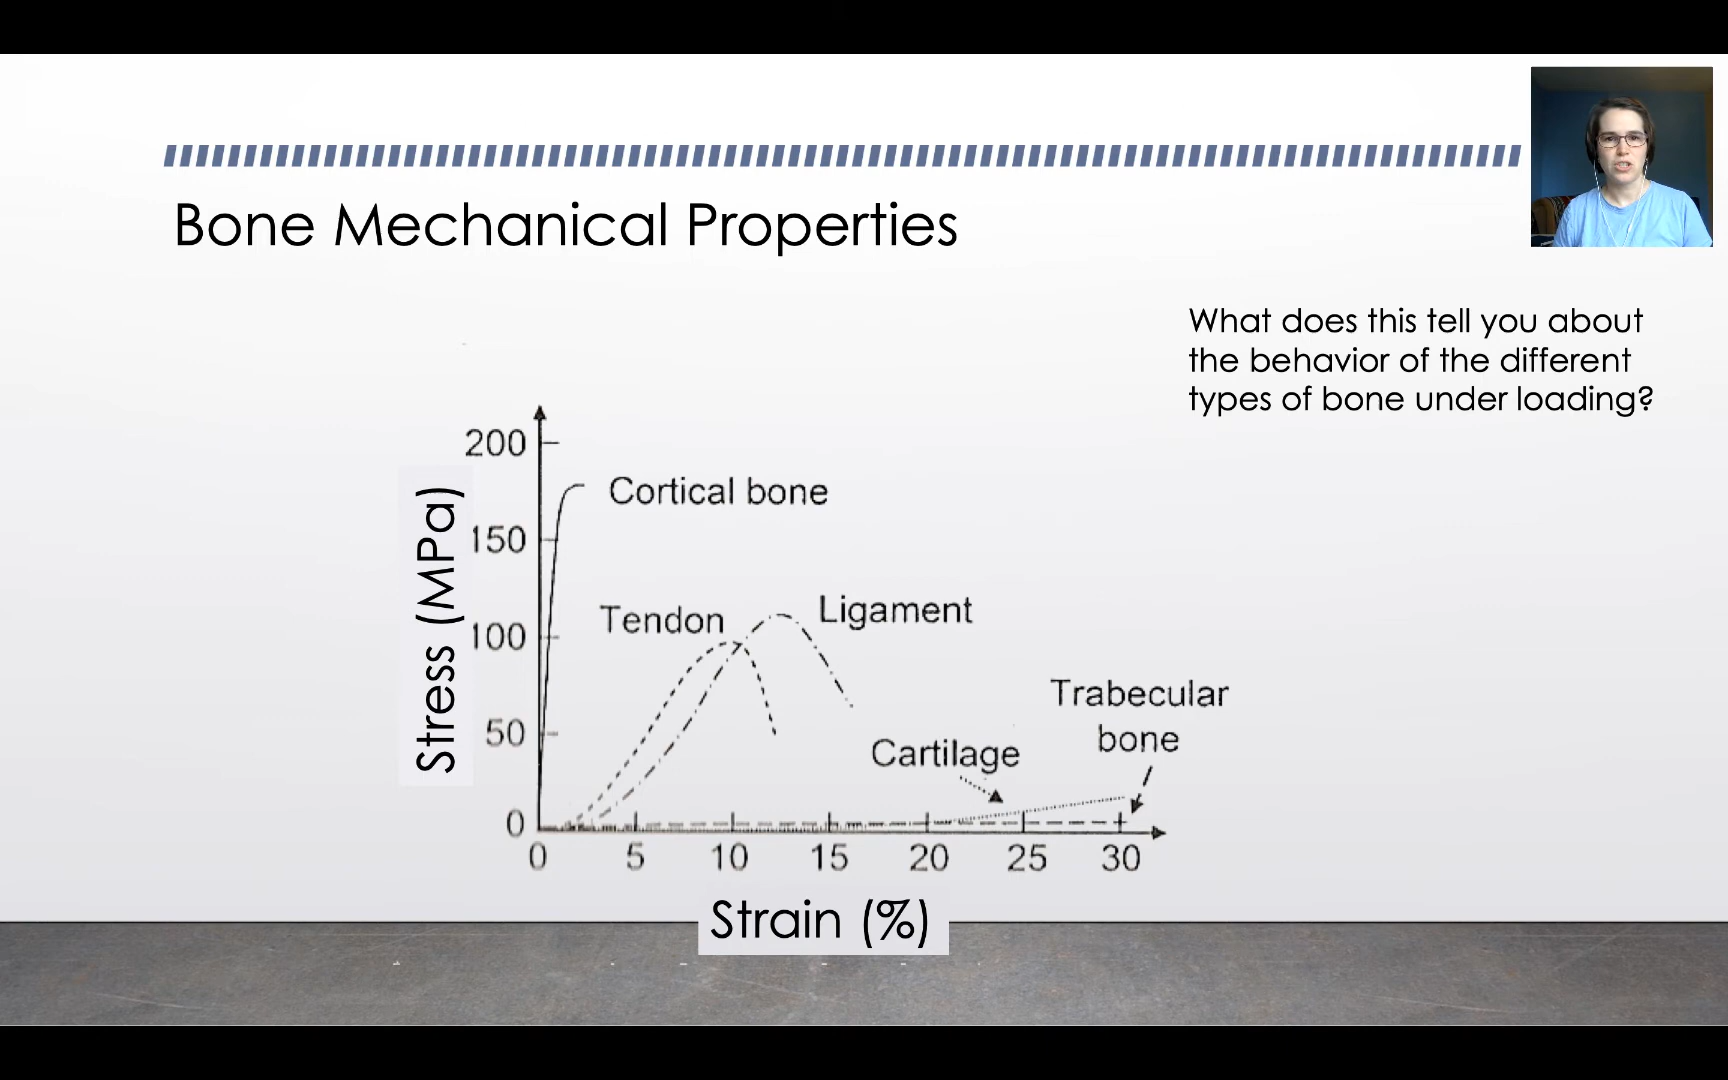 Bone Mechanical Properties
What does this tell you about
the behavior of the different
types of bone under loading?
Stress (MPa)
200
150
100
50
0
Cortical bone
Tendon
Ligament
Cartilage
Trabecular
bone
0 5 10 15 20 25 30
Strain (%)